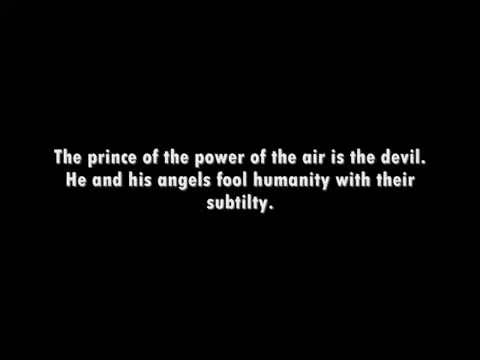 The prince of the power of the air is the devil.
He and his angels fool humanity with their
subtilty.